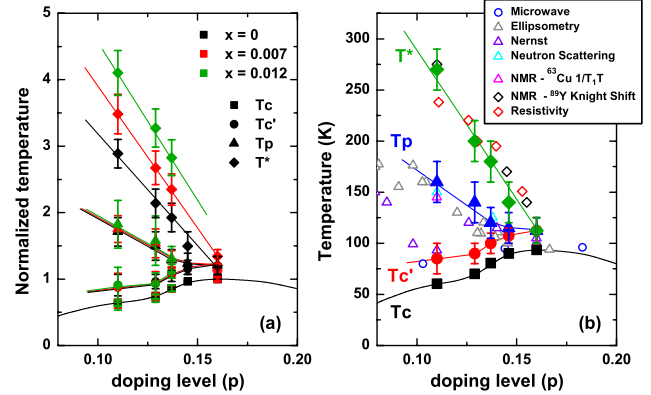 x = 0
x = 0.007
x = 0.012
Tc
Tc'
Tp
T*
(a)
5
4
3
2
1
0
0.10
0.15
0.20
Normalized temperature
doping level (p)
Microwave
Ellipsometry
Nernst
Neutron Scattering
NMR - 63Cu 1/T1T
NMR - 89Y Knight Shift
Resistivity
T*
Tp
Tc'
Tc
(b)
300
250
200
150
100
50
0
0.10
0.15
0.20
Temperature (K)
doping level (p)